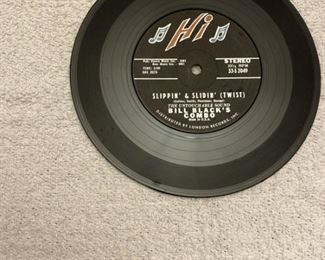 Hi
STEREO
33⅓ RPM
33-S 2049
SLIPPIN' & SLIDIN' (TWIST)
THE UNTOUCHABLE SOUND
BILL BLACK'S
COMBO
DISTRIBUTED BY LONDON RECORDS, INC.